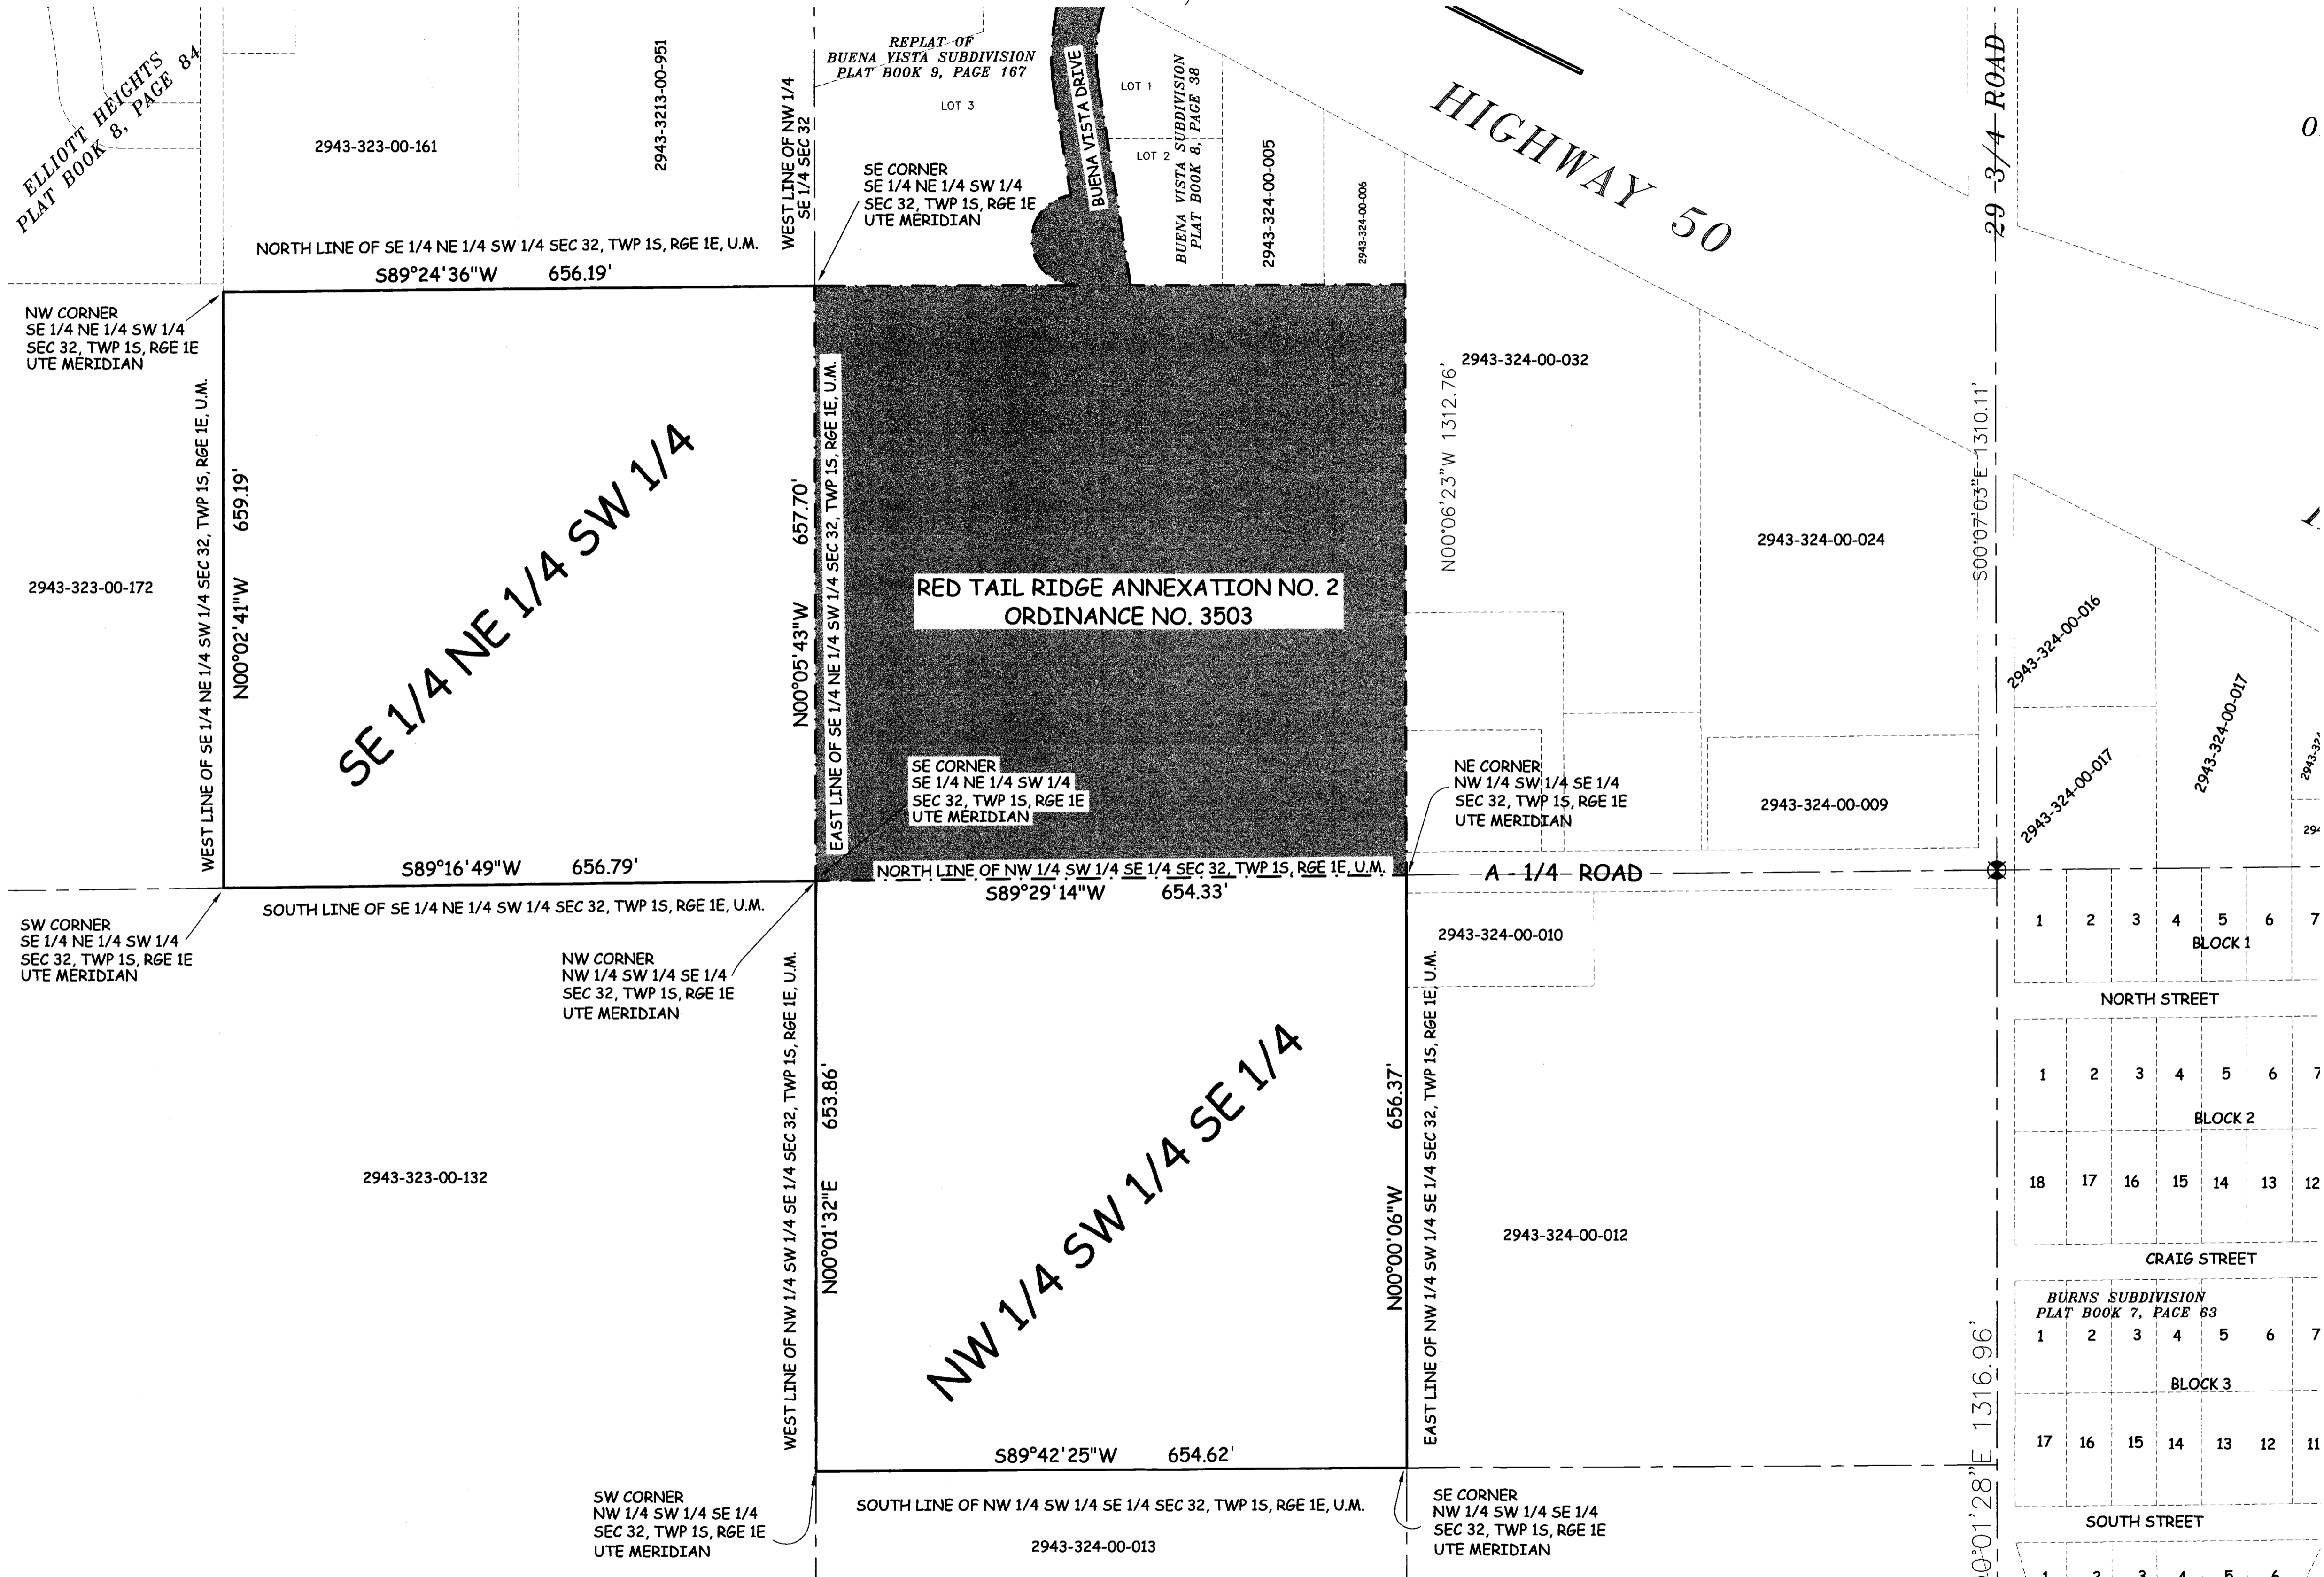 ELLIOTT HEIGHTS
PLAT BOOK 8, PAGE 84
2943-323-00-161
2943-3213-00-951
WEST LINE OF NW 1/4
SE 1/4 SEC 32
REPLAT OF
BUENA VISTA SUBDIVISION
PLAT BOOK 9, PAGE 167
LOT 3
BUENA VISTA DRIVE
LOT 1
LOT 2
BUENA VISTA SUBDIVISION
PLAT BOOK 8, PAGE 38
2943-324-00-005
2943-324-00-006
HIGHWAY 50
29 3/4 ROAD
SE CORNER
SE 1/4 NE 1/4 SW 1/4
SEC 32, TWP 1S, RGE 1E
UTE MERIDIAN
NORTH LINE OF SE 1/4 NE 1/4 SW 1/4 SEC 32, TWP 1S, RGE 1E, U.M.
S89°24'36"W 656.19'
NW CORNER
SE 1/4 NE 1/4 SW 1/4
SEC 32, TWP 1S, RGE 1E
UTE MERIDIAN
WEST LINE OF SE 1/4 NE 1/4 SW 1/4 SEC 32, TWP 1S, RGE 1E, U.M.
N00°02'41"W 659.19'
2943-323-00-172
SE 1/4 NE 1/4 SW 1/4
N00°05'43"W 657.70'
EAST LINE OF SE 1/4 NE 1/4 SW 1/4 SEC 32, TWP 1S, RGE 1E, U.M.
RED TAIL RIDGE ANNEXATION NO. 2
ORDINANCE NO. 3503
N00°06'23"W 1312.76'
2943-324-00-032
2943-324-00-024
S00°07'03"E 1310.11'
2943-324-00-016
2943-324-00-017
2943-324-00-017
2943-324-00-009
SE CORNER
SE 1/4 NE 1/4 SW 1/4
SEC 32, TWP 1S, RGE 1E
UTE MERIDIAN
NE CORNER
NW 1/4 SW 1/4 SE 1/4
SEC 32, TWP 1S, RGE 1E
UTE MERIDIAN
S89°16'49"W 656.79'
SOUTH LINE OF SE 1/4 NE 1/4 SW 1/4 SEC 32, TWP 1S, RGE 1E, U.M.
NORTH LINE OF NW 1/4 SW 1/4 SE 1/4 SEC 32, TWP 1S, RGE 1E, U.M.
S89°29'14"W 654.33'
A - 1/4 ROAD
SW CORNER
SE 1/4 NE 1/4 SW 1/4
SEC 32, TWP 1S, RGE 1E
UTE MERIDIAN
NW CORNER
NW 1/4 SW 1/4 SE 1/4
SEC 32, TWP 1S, RGE 1E
UTE MERIDIAN
2943-324-00-010
1 2 3 4 5 6 7
BLOCK 1
NORTH STREET
1 2 3 4 5 6 7
BLOCK 2
18 17 16 15 14 13 12
CRAIG STREET
BURNS SUBDIVISION
PLAT BOOK 7, PAGE 63
1 2 3 4 5 6 7
BLOCK 3
17 16 15 14 13 12 11
SOUTH STREET
1 2 3 4 5 6
WEST LINE OF NW 1/4 SW 1/4 SE 1/4 SEC 32, TWP 1S, RGE 1E, U.M.
N00°01'32"E 653.86'
2943-323-00-132
NW 1/4 SW 1/4 SE 1/4
N00°00'06"W 656.37'
EAST LINE OF NW 1/4 SW 1/4 SE 1/4 SEC 32, TWP 1S, RGE 1E, U.M.
2943-324-00-012
0°01'28"E 1316.96'
S89°42'25"W 654.62'
SOUTH LINE OF NW 1/4 SW 1/4 SE 1/4 SEC 32, TWP 1S, RGE 1E, U.M.
SW CORNER
NW 1/4 SW 1/4 SE 1/4
SEC 32, TWP 1S, RGE 1E
UTE MERIDIAN
2943-324-00-013
SE CORNER
NW 1/4 SW 1/4 SE 1/4
SEC 32, TWP 1S, RGE 1E
UTE MERIDIAN